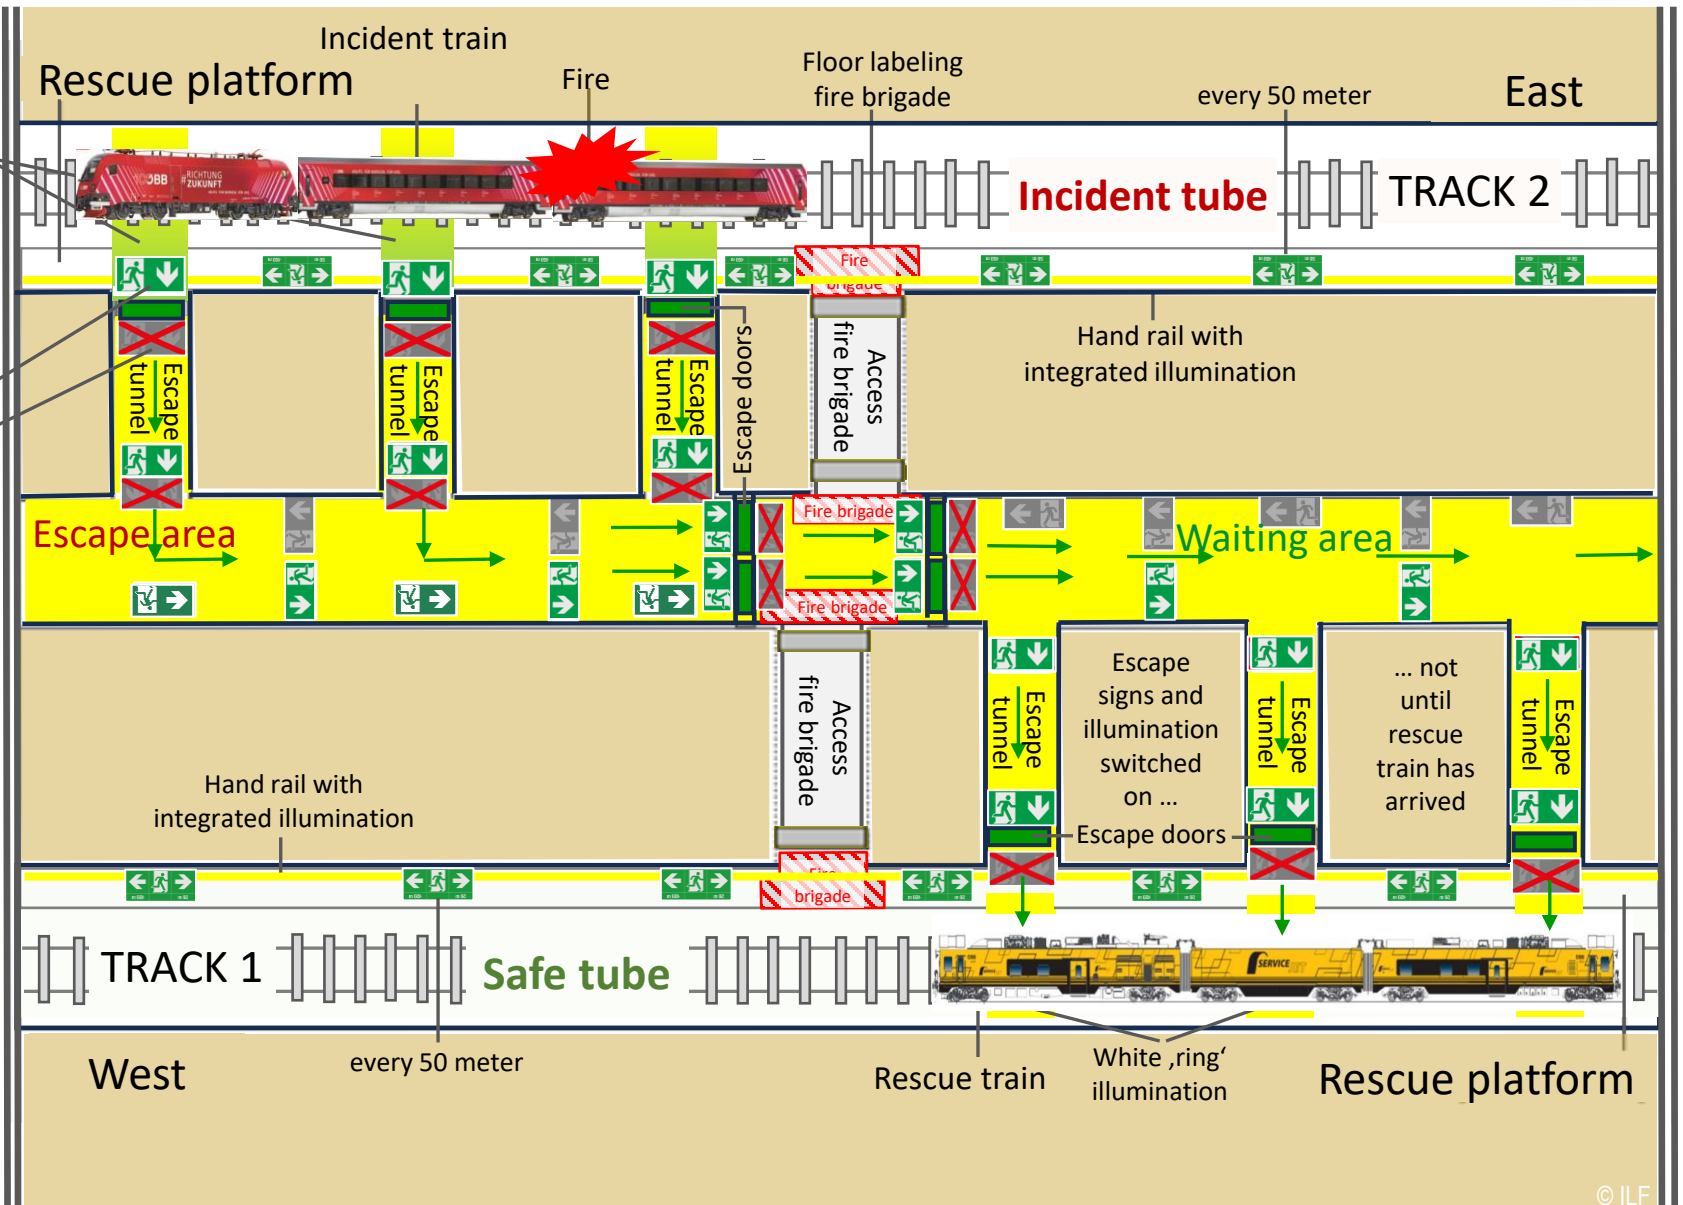 Incident train
Rescue platform
Fire
Floor labeling
fire brigade
every 50 meter
East
ÖBB
#RICHTUNG
ZUKUNFT
Incident tube
TRACK 2
Fire
brigade
Hand rail with
integrated illumination
Escape
tunnel
Escape
tunnel
Escape
tunnel
Escape doors
Access
fire brigade
Escape area
Fire brigade
Waiting area
Fire brigade
Access
fire brigade
Escape
tunnel
Escape
signs and
illumination
switched
on ...
Escape
tunnel
... not
until
rescue
train has
arrived
Escape
tunnel
Hand rail with
integrated illumination
Escape doors
Fire
brigade
TRACK 1
Safe tube
SERVICE
West
every 50 meter
Rescue train
White ‚ring‘
illumination
Rescue platform
© ILF